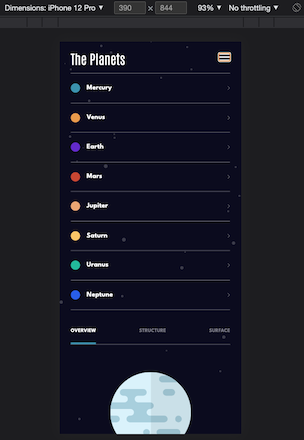 Dimensions: iPhone 12 Pro ▼ 390 × 844 93% ▼ No throttling ▼
The Planets
Mercury
Venus
Earth
Mars
Jupiter
Saturn
Uranus
Neptune
OVERVIEW STRUCTURE SURFACE